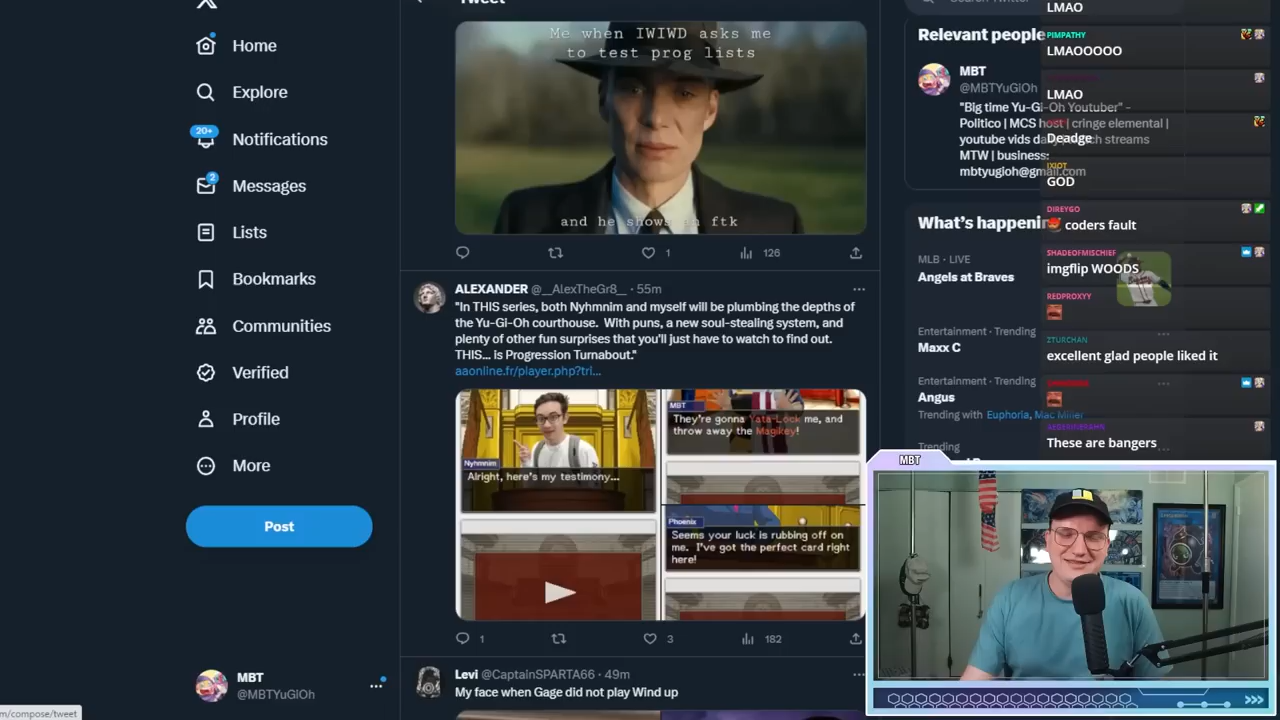 Tweet
Home
Explore
20+
Notifications
2
Messages
Lists
Bookmarks
Communities
Verified
Profile
More
Post
MBT
@MBTYuGiOh
m/compose/tweet
Me when IWIWD asks me
to test prog lists
and he shows an ftk
1
126
ALEXANDER @__AlexTheGr8_ · 55m
"In THIS series, both Nyhmnim and myself will be plumbing the depths of
the Yu-Gi-Oh courthouse. With puns, a new soul-stealing system, and
plenty of other fun surprises that you'll just have to watch to find out.
THIS... is Progression Turnabout."
aaonline.fr/player.php?tri...
Nyhmnim
Alright, here's my testimony...
MBT
They're gonna Yata-Lock me, and
throw away the Magikey!
Phoenix
Seems your luck is rubbing off on
me. I've got the perfect card right
here!
1
3
182
Levi @CaptainSPARTA66 · 49m
My face when Gage did not play Wind up
Relevant people
MBT
@MBTYuGiOh
"Big time Yu-Gi-Oh Youtuber" -
Politico | MCS host | cringe elemental |
youtube vids daily streams
MTW | business:
mbtyugioh@gmail.com
What's happenin
MLB · LIVE
Angels at Braves
Entertainment · Trending
Maxx C
Entertainment · Trending
Angus
Trending with Euphoria, Mac Miller
Trending
LMAO
PIMPATHY
LMAOOOOO
LMAO
Deadge
IXIOT
GOD
DIREYGO
coders fault
SHADEOFMISCHIEF
imgflip WOODS
REDPROXYY
ZTURCHAN
excellent glad people liked it
These are bangers
MBT